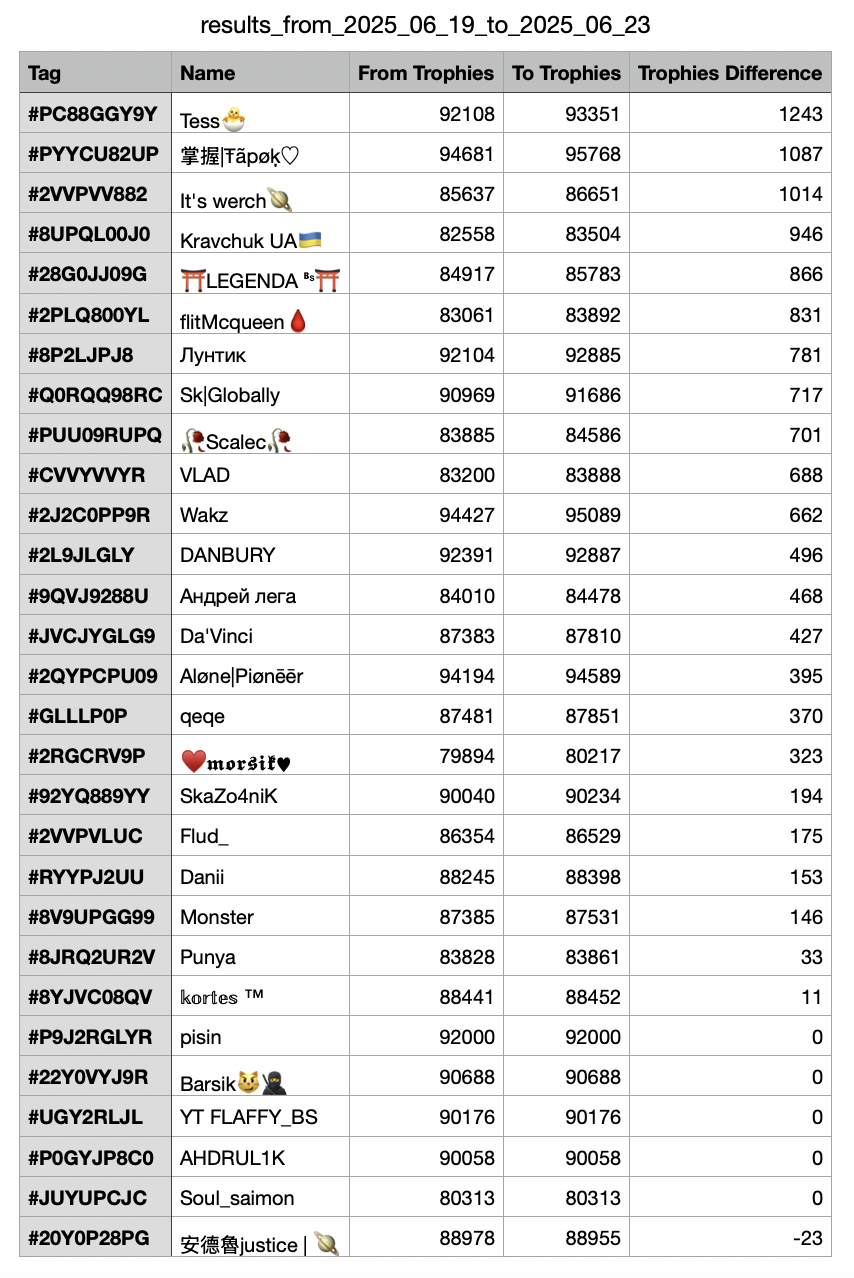 results_from_2025_06_19_to_2025_06_23
Tag Name From Trophies To Trophies Trophies Difference
#PC88GGY9Y Tess🐣 92108 93351 1243
#PYYCU82UP 掌握|Ŧãpøķ♡ 94681 95768 1087
#2VVPVV882 It's werch🪐 85637 86651 1014
#8UPQL00J0 Kravchuk UA🇺🇦 82558 83504 946
#28G0JJ09G ⛩️LEGENDA ᴮˢ⛩️ 84917 85783 866
#2PLQ800YL flitMcqueen🩸 83061 83892 831
#8P2LJPJ8 Лунтик 92104 92885 781
#Q0RQQ98RC Sk|Globally 90969 91686 717
#PUU09RUPQ 🥀Scalec🥀 83885 84586 701
#CVVYVVYR VLAD 83200 83888 688
#2J2C0PP9R Wakz 94427 95089 662
#2L9JLGLY DANBURY 92391 92887 496
#9QVJ9288U Андрей лега 84010 84478 468
#JVCJYGLG9 Da'Vinci 87383 87810 427
#2QYPCPU09 Aløne|Piønēēr 94194 94589 395
#GLLLP0P qeqe 87481 87851 370
#2RGCRV9P ♥️𝖒𝖔𝖗𝖘𝖎𝖐♥ 79894 80217 323
#92YQ889YY SkaZo4niK 90040 90234 194
#2VVPVLUC Flud_ 86354 86529 175
#RYYPJ2UU Danii 88245 88398 153
#8V9UPGG99 Monster 87385 87531 146
#8JRQ2UR2V Punya 83828 83861 33
#8YJVC08QV 𝕜𝕠𝕣𝕥𝕖𝕤 ™ 88441 88452 11
#P9J2RGLYR pisin 92000 92000 0
#22Y0VYJ9R Barsik😼🥷 90688 90688 0
#UGY2RLJL YT FLAFFY_BS 90176 90176 0
#P0GYJP8C0 AHDRUL1K 90058 90058 0
#JUYUPCJC Soul_saimon 80313 80313 0
#20Y0P28PG 安德魯justice | 🪐 88978 88955 -23